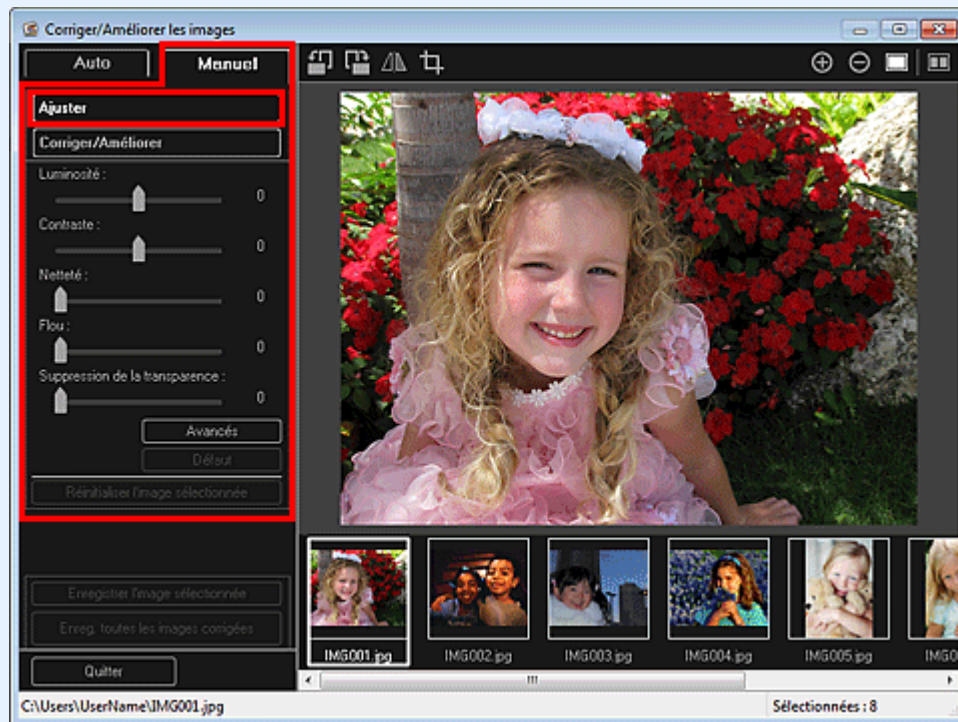 Corriger/Améliorer les images
Auto
Manuel
Ajuster
Corriger/Améliorer
Luminosité :
0
Contraste :
0
Netteté :
0
Flou :
0
Suppression de la transparence :
0
Avancés
Défaut
Réinitialiser l'image sélectionnée
Enregistrer l'image sélectionnée
Enreg. toutes les images corrigées
Quitter
IMG001.jpg
IMG002.jpg
IMG003.jpg
IMG004.jpg
IMG005.jpg
IMG0
C:\Users\UserName\IMG001.jpg
Sélectionnées : 8